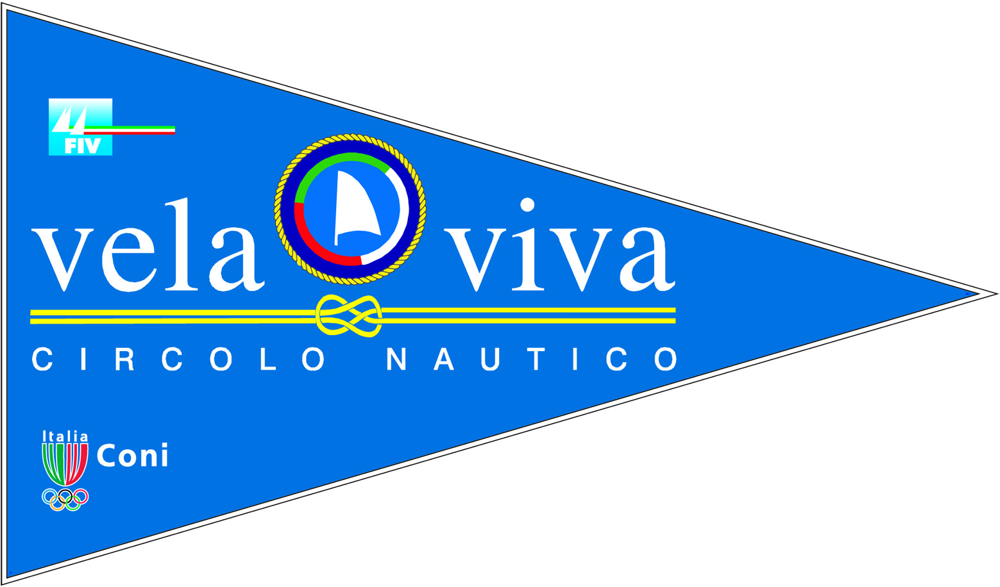 FIV
vela viva
CIRCOLO NAUTICO
Italia
Coni